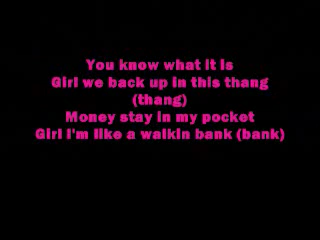 You know what it is
Girl we back up in this thang
(thang)
Money stay in my pocket
Girl I'm like a walkin bank (bank)